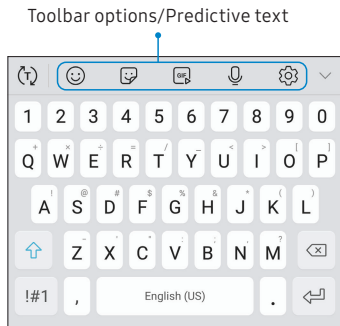 Toolbar options/Predictive text
T GIF
1 2 3 4 5 6 7 8 9 0
+ × ÷ = / _ < > [ ]
Q W E R T Y U I O P
! @ # $ % & * ( )
A S D F G H J K L
- ' " : ; , ?
Z X C V B N M
!#1 , English (US) .